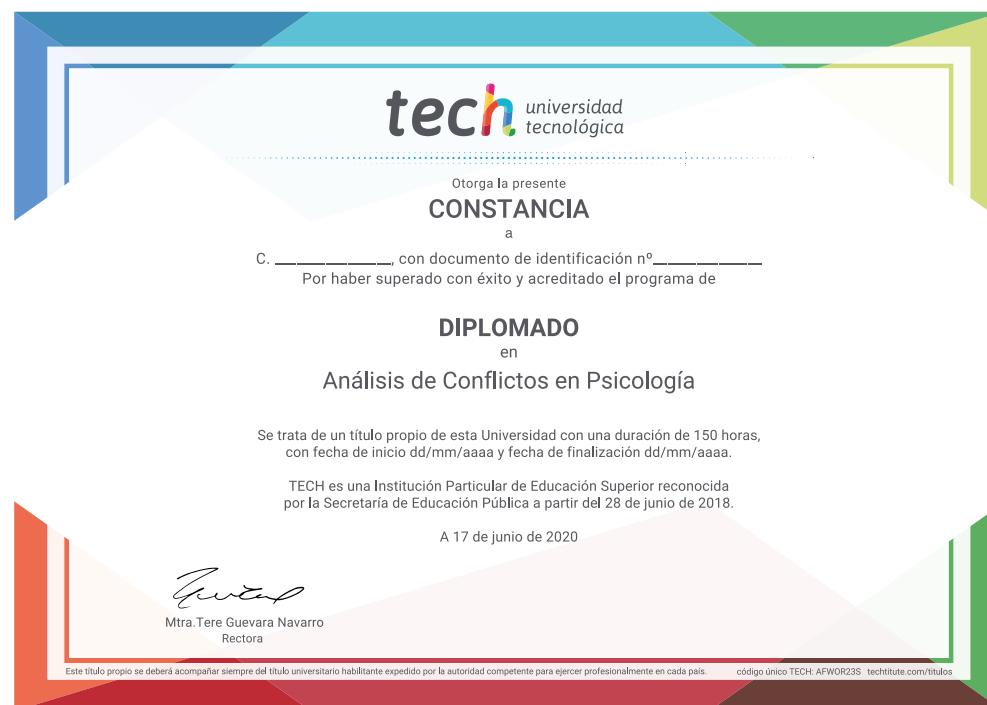 tech universidad
tecnológica
Otorga la presente
CONSTANCIA
a
C. ______________, con documento de identificación nº_____________
Por haber superado con éxito y acreditado el programa de
DIPLOMADO
en
Análisis de Conflictos en Psicología
Se trata de un título propio de esta Universidad con una duración de 150 horas,
con fecha de inicio dd/mm/aaaa y fecha de finalización dd/mm/aaaa.
TECH es una Institución Particular de Educación Superior reconocida
por la Secretaría de Educación Pública a partir del 28 de junio de 2018.
A 17 de junio de 2020
Mtra.Tere Guevara Navarro
Rectora
Este título propio se deberá acompañar siempre del título universitario habilitante expedido por la autoridad competente para ejercer profesionalmente en cada país. código único TECH: AFWOR23S techtitute.com/titulos